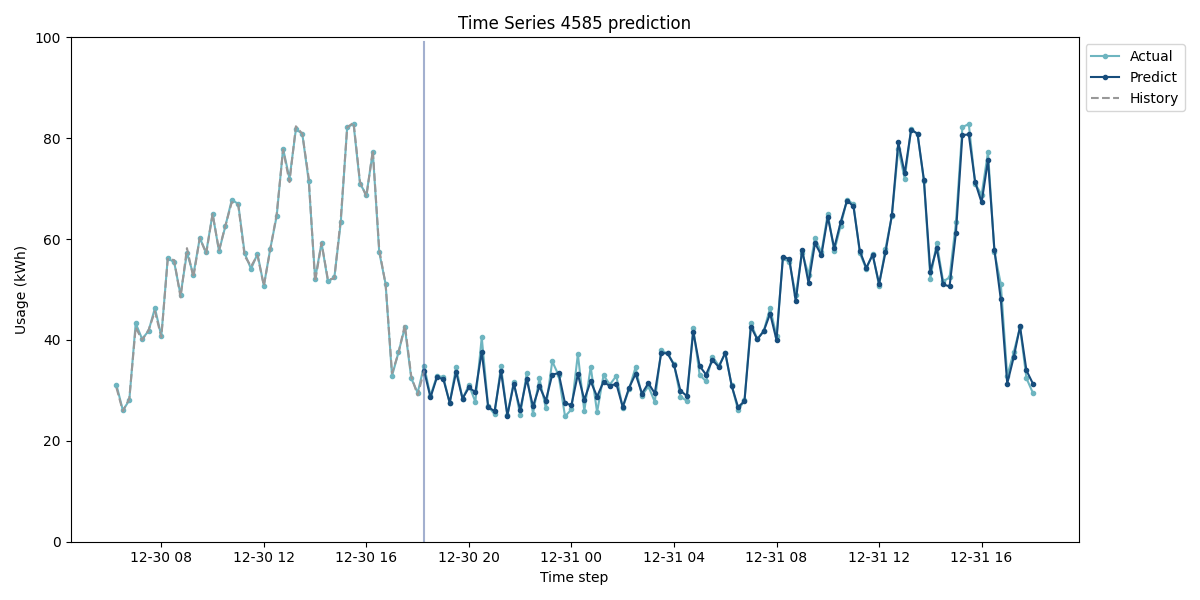 Time Series 4585 prediction
Actual
Predict
History
Usage (kWh)
100
80
60
40
20
0
12-30 08
12-30 12
12-30 16
12-30 20
12-31 00
12-31 04
12-31 08
12-31 12
12-31 16
Time step